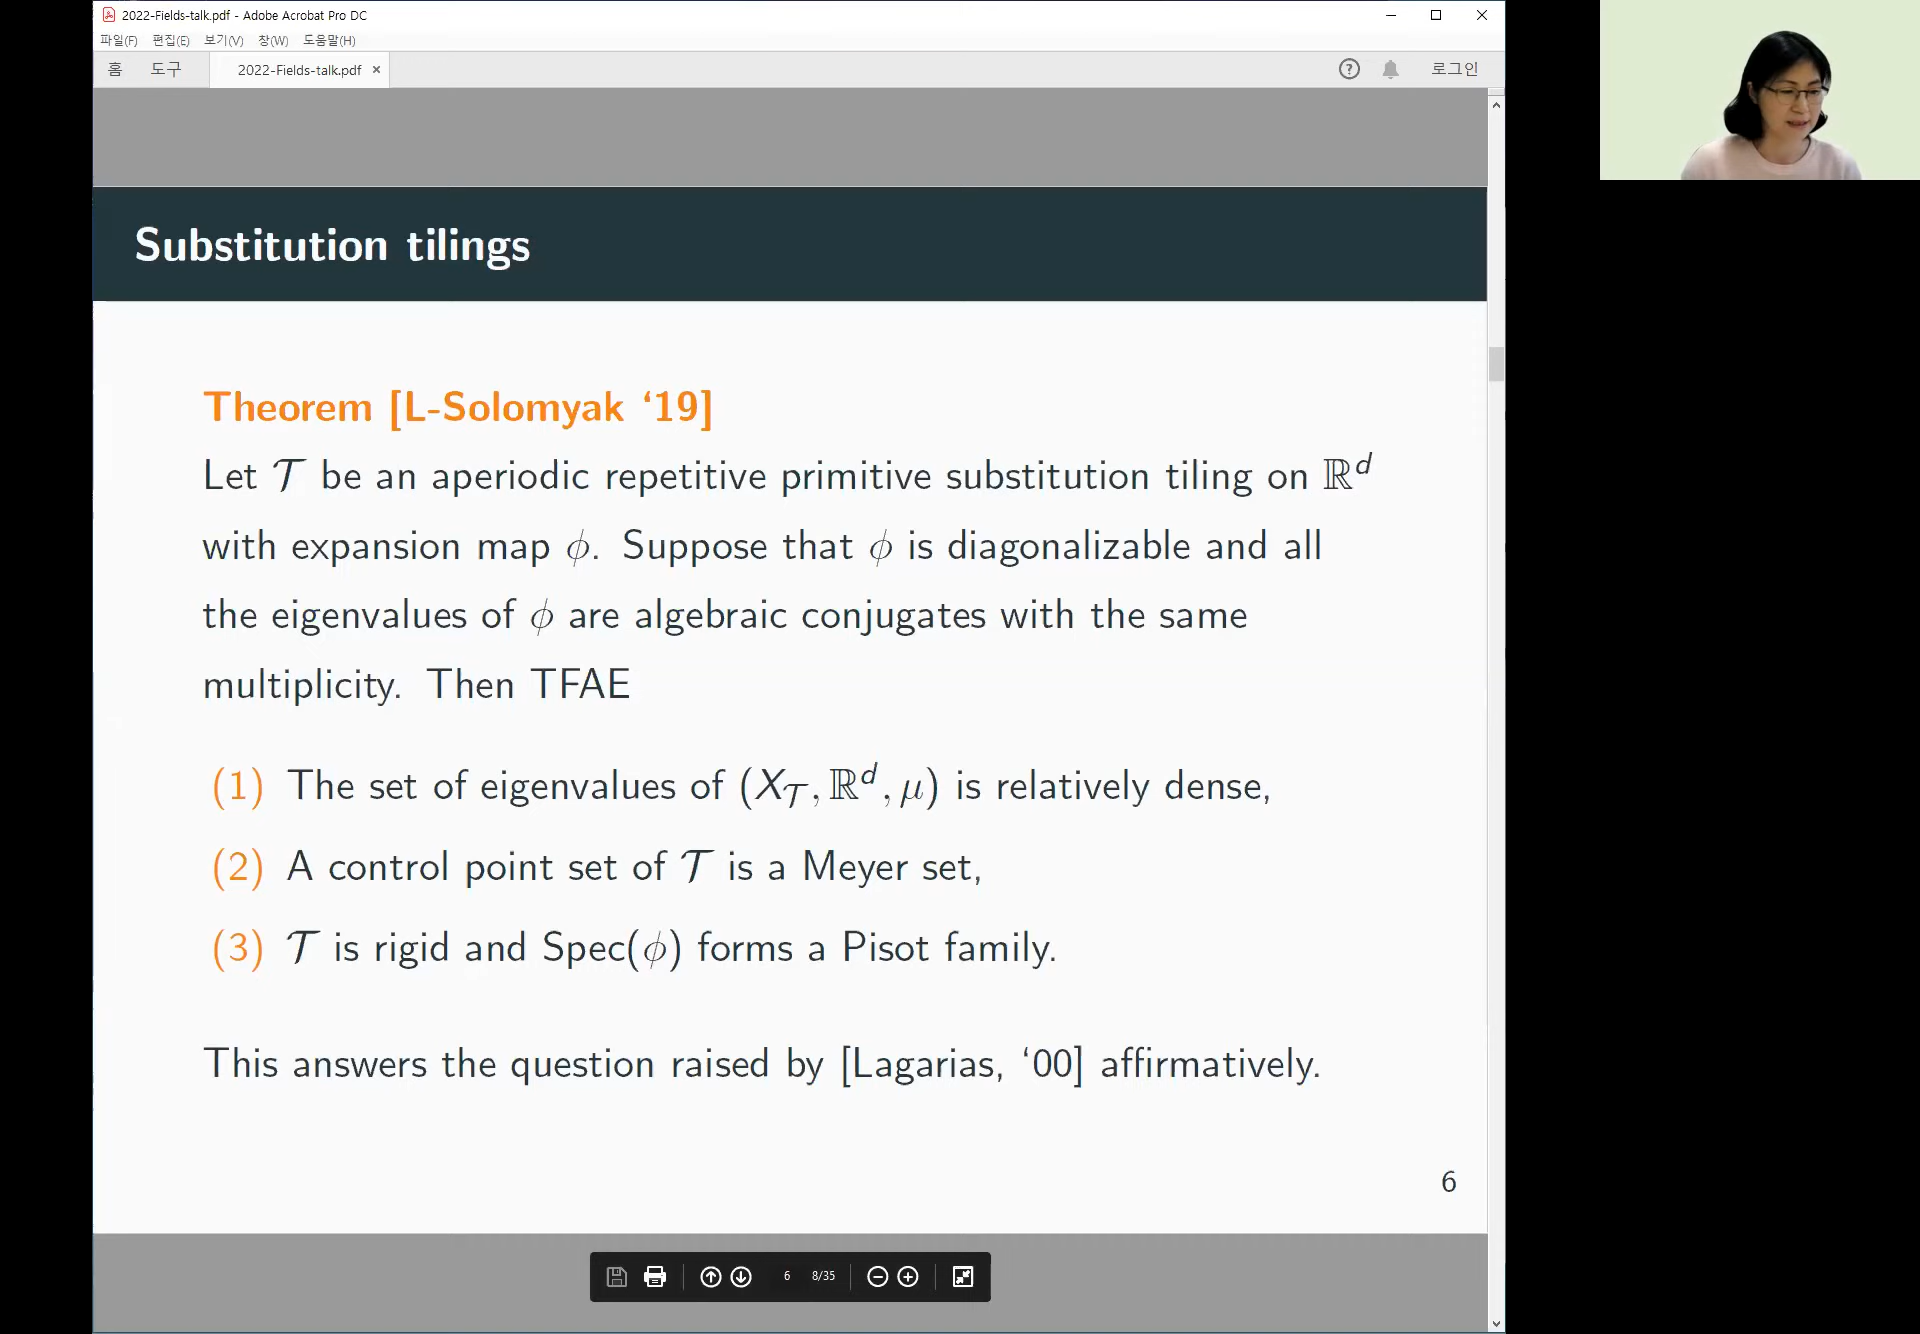 2022-Fields-talk.pdf - Adobe Acrobat Pro DC
파일(F) 편집(E) 보기(V) 창(W) 도움말(H)
홈 도구 2022-Fields-talk.pdf × 로그인
Substitution tilings
Theorem [L-Solomyak ‘19]
Let 𝒯 be an aperiodic repetitive primitive substitution tiling on ℝᵈ
with expansion map ϕ. Suppose that ϕ is diagonalizable and all
the eigenvalues of ϕ are algebraic conjugates with the same
multiplicity. Then TFAE
(1) The set of eigenvalues of (X_𝒯, ℝᵈ, μ) is relatively dense,
(2) A control point set of 𝒯 is a Meyer set,
(3) 𝒯 is rigid and Spec(ϕ) forms a Pisot family.
This answers the question raised by [Lagarias, ‘00] affirmatively.
6
6 8/35